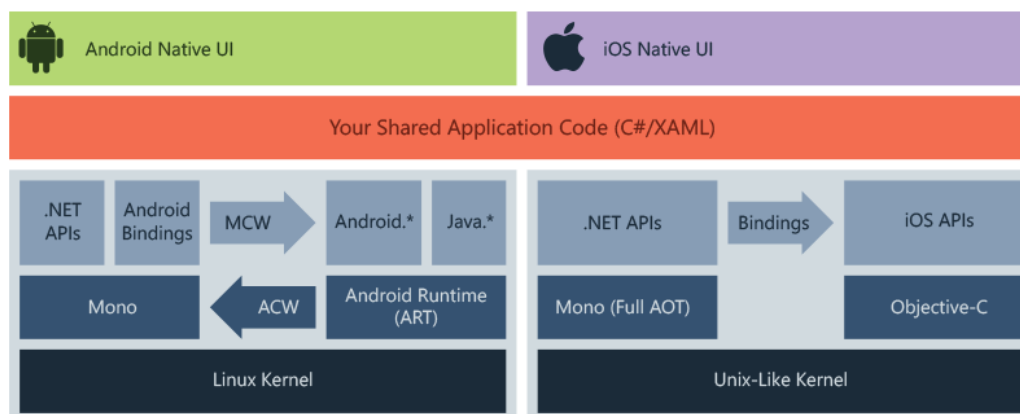 Android Native UI
iOS Native UI
Your Shared Application Code (C#/XAML)
.NET
APIs
Android
Bindings
MCW
Android.*
Java.*
.NET APIs
Bindings
iOS APIs
Mono
ACW
Android Runtime
(ART)
Mono (Full AOT)
Objective-C
Linux Kernel
Unix-Like Kernel